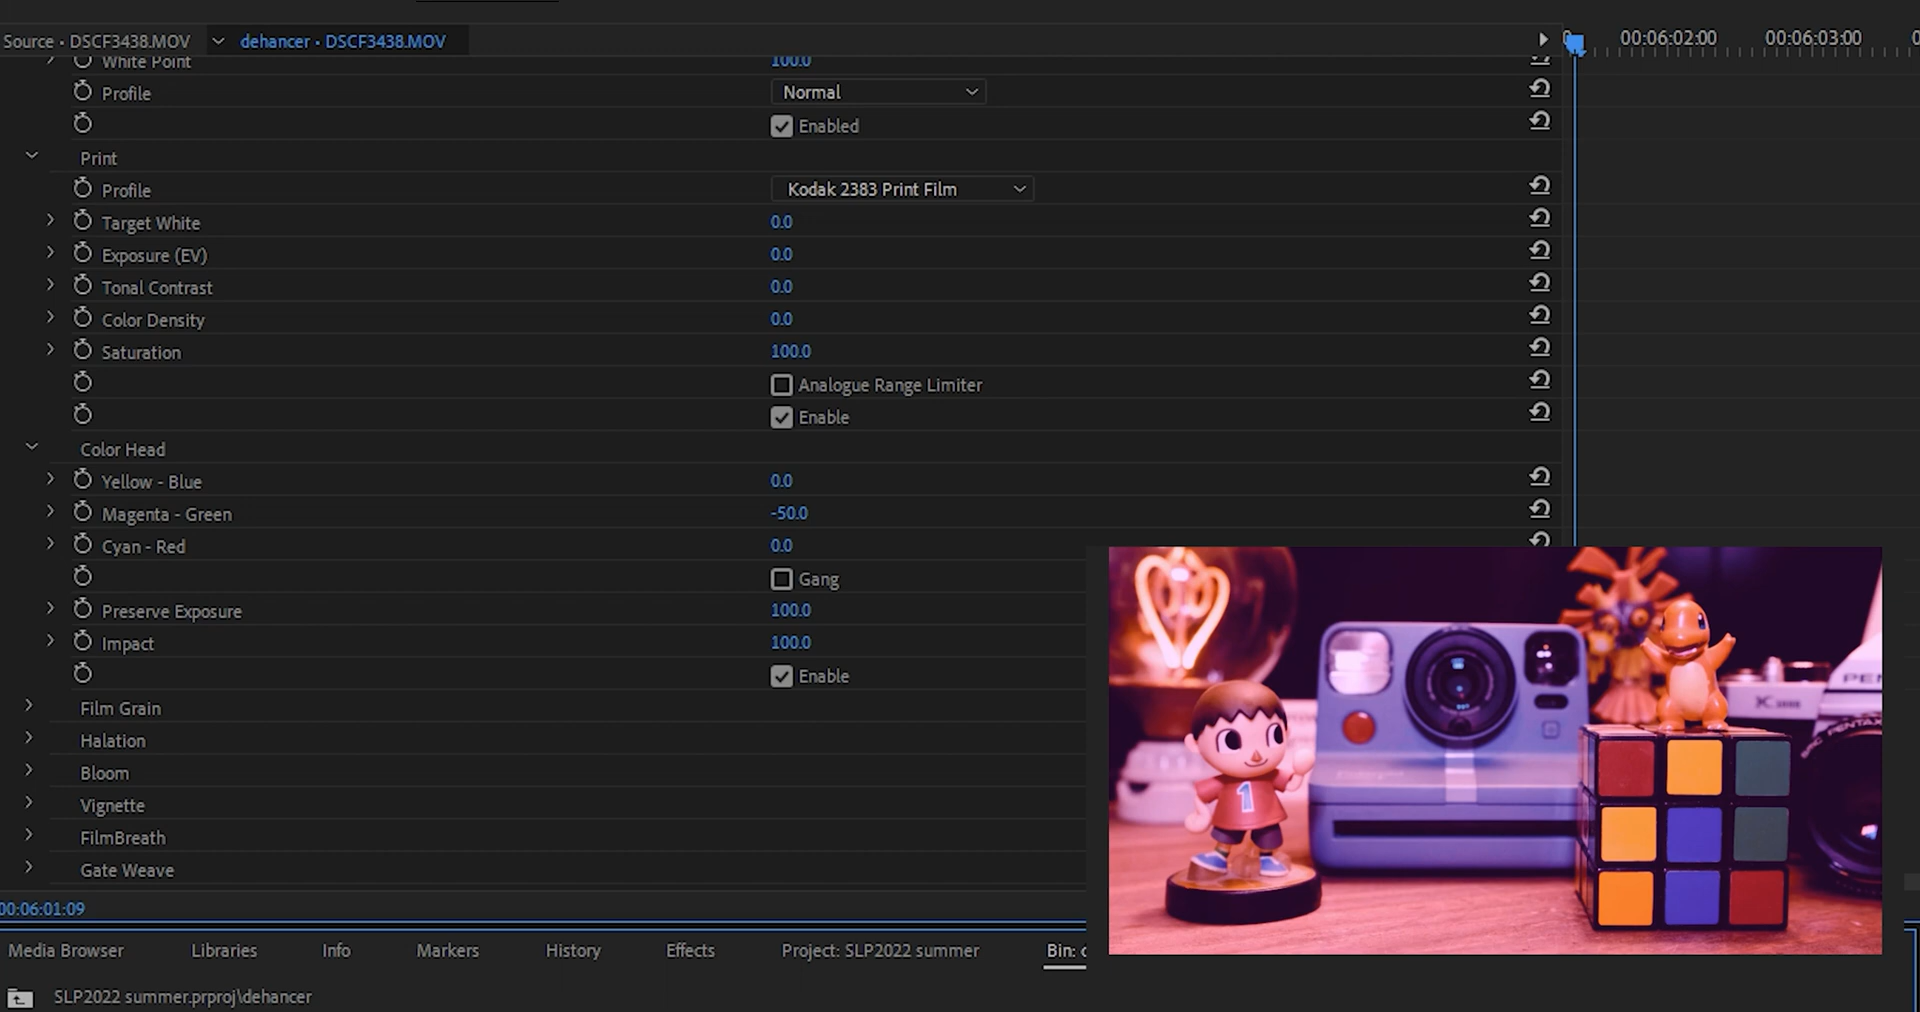 Source · DSCF3438.MOV
dehancer · DSCF3438.MOV
00:06:02:00
00:06:03:00
White Point
100.0
Profile
Normal
Enabled
Print
Profile
Kodak 2383 Print Film
Target White
0.0
Exposure (EV)
0.0
Tonal Contrast
0.0
Color Density
0.0
Saturation
100.0
Analogue Range Limiter
Enable
Color Head
Yellow - Blue
0.0
Magenta - Green
-50.0
Cyan - Red
0.0
Gang
Preserve Exposure
100.0
Impact
100.0
Enable
Film Grain
Halation
Bloom
Vignette
FilmBreath
Gate Weave
1
PEN
00:06:01:09
Media Browser
Libraries
Info
Markers
History
Effects
Project: SLP2022 summer
Bin:
SLP2022 summer.prproj\dehancer